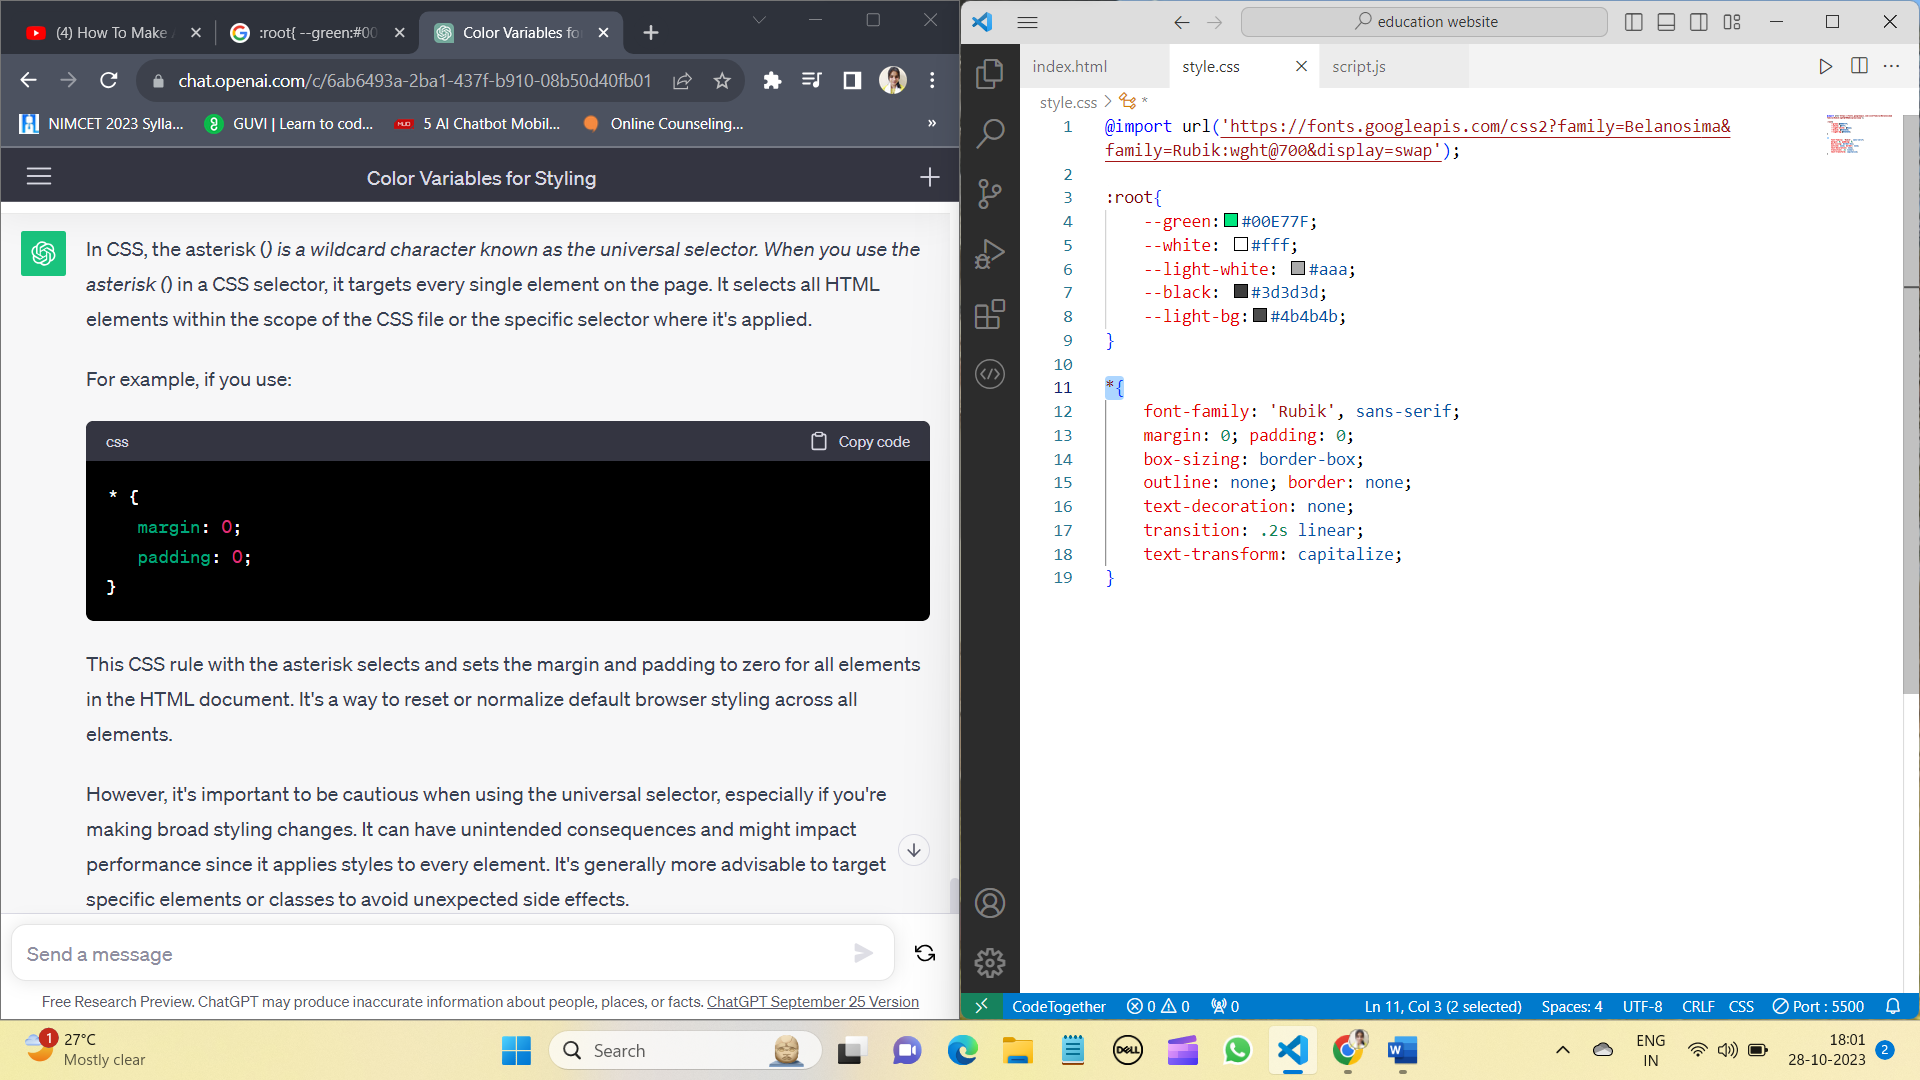 (4) How To Make
:root{ --green:#00
Color Variables fo
chat.openai.com/c/6ab6493a-2ba1-437f-b910-08b50d40fb01
NIMCET 2023 Sylla...
GUVI | Learn to cod...
5 AI Chatbot Mobil...
Online Counseling...
»
Color Variables for Styling
In CSS, the asterisk () is a wildcard character known as the universal selector. When you use the
asterisk () in a CSS selector, it targets every single element on the page. It selects all HTML
elements within the scope of the CSS file or the specific selector where it's applied.
For example, if you use:
css
Copy code
* {
margin: 0;
padding: 0;
}
This CSS rule with the asterisk selects and sets the margin and padding to zero for all elements
in the HTML document. It's a way to reset or normalize default browser styling across all
elements.
However, it's important to be cautious when using the universal selector, especially if you're
making broad styling changes. It can have unintended consequences and might impact
performance since it applies styles to every element. It's generally more advisable to target
specific elements or classes to avoid unexpected side effects.
Send a message
Free Research Preview. ChatGPT may produce inaccurate information about people, places, or facts. ChatGPT September 25 Version
education website
index.html
style.css
script.js
style.css > *
1 @import url('https://fonts.googleapis.com/css2?family=Belanosima&
family=Rubik:wght@700&display=swap');
2
3 :root{
4 --green: #00E77F;
5 --white: #fff;
6 --light-white: #aaa;
7 --black: #3d3d3d;
8 --light-bg: #4b4b4b;
9 }
10
11 *{
12 font-family: 'Rubik', sans-serif;
13 margin: 0; padding: 0;
14 box-sizing: border-box;
15 outline: none; border: none;
16 text-decoration: none;
17 transition: .2s linear;
18 text-transform: capitalize;
19 }
CodeTogether
0
0
0
Ln 11, Col 3 (2 selected)
Spaces: 4
UTF-8
CRLF
CSS
Port : 5500
1
27°C
Mostly clear
Search
DELL
ENG
IN
18:01
28-10-2023
2